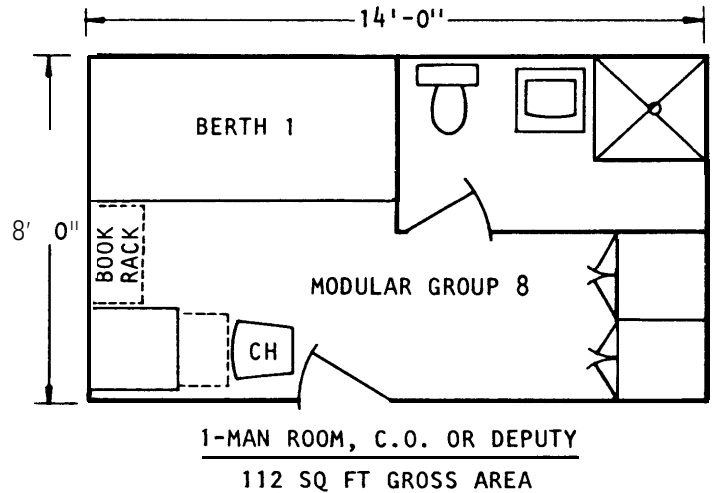 14'-0"
BERTH 1
8' 0"
BOOK
RACK
MODULAR GROUP 8
CH
1-MAN ROOM, C.O. OR DEPUTY
112 SQ FT GROSS AREA